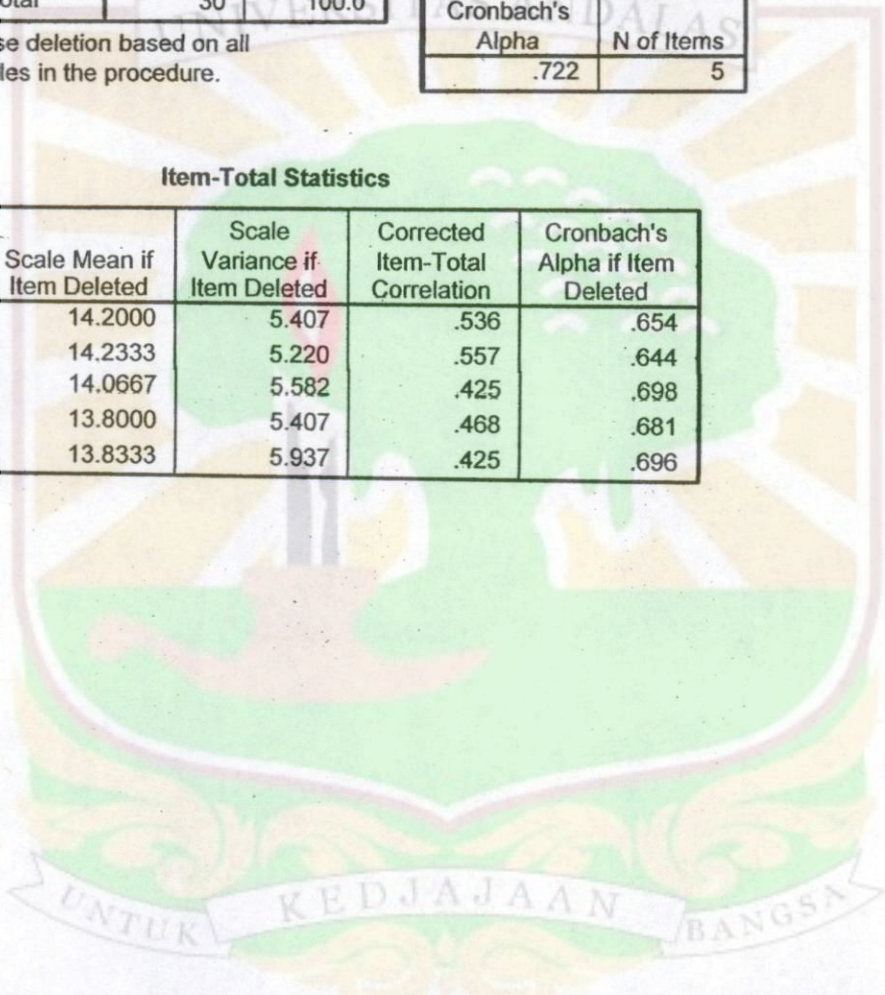 30 100.0
se deletion based on all
les in the procedure.
Cronbach's
Alpha N of Items
.722 5
Item-Total Statistics
Scale Mean if Item Deleted Scale Variance if Item Deleted Corrected Item-Total Correlation Cronbach's Alpha if Item Deleted
14.2000 5.407 .536 .654
14.2333 5.220 .557 .644
14.0667 5.582 .425 .698
13.8000 5.407 .468 .681
13.8333 5.937 .425 .696
UNTUK KEDJAJAAN BANGSA